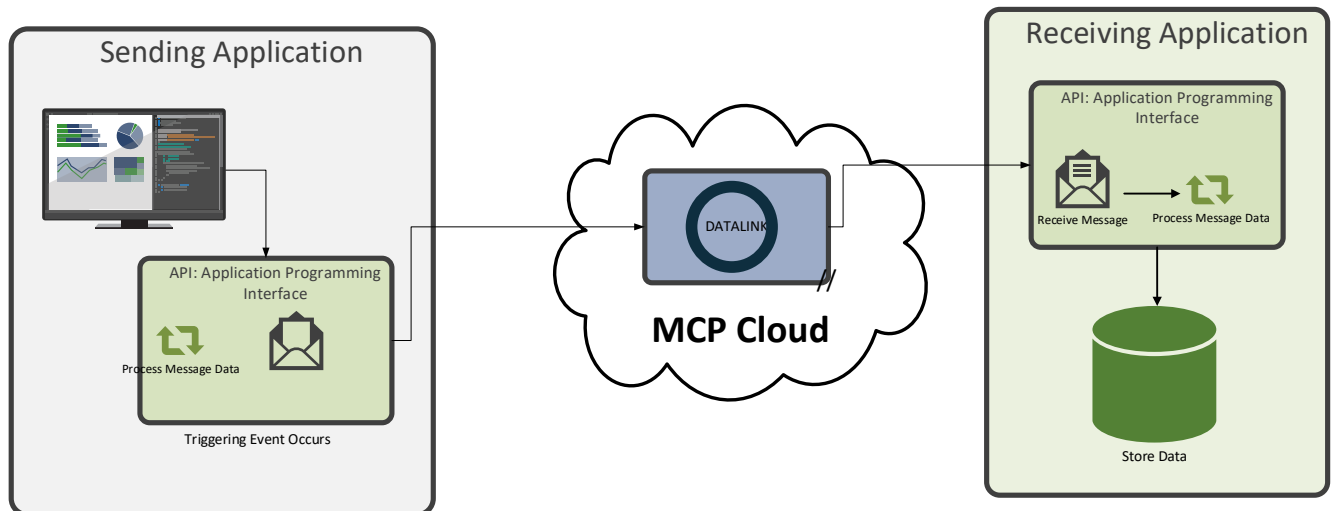 Sending Application
API: Application Programming
Interface
Process Message Data
Triggering Event Occurs
DATALINK
//
MCP Cloud
Receiving Application
API: Application Programming
Interface
Receive Message
Process Message Data
Store Data